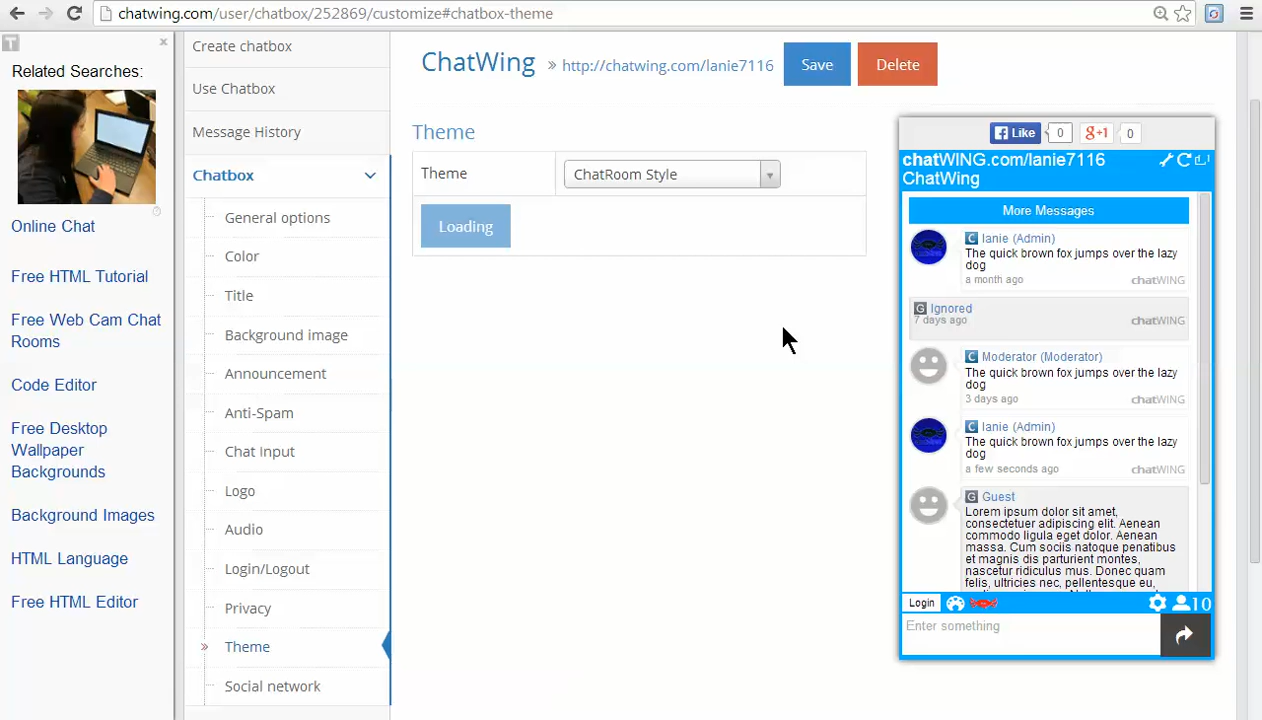 chatwing.com/user/chatbox/252869/customize#chatbox-theme
T
×
Related Searches:
Online Chat
Free HTML Tutorial
Free Web Cam Chat
Rooms
Code Editor
Free Desktop
Wallpaper
Backgrounds
Background Images
HTML Language
Free HTML Editor
Create chatbox
Use Chatbox
Message History
Chatbox
General options
Color
Title
Background image
Announcement
Anti-Spam
Chat Input
Logo
Audio
Login/Logout
Privacy
» Theme
Social network
ChatWing » http://chatwing.com/lanie7116 Save Delete
Theme
Theme ChatRoom Style
Loading
Like 0 g+1 0
chatWING.com/lanie7116
ChatWing
More Messages
C lanie (Admin)
The quick brown fox jumps over the lazy
dog
a month ago chatWING
G Ignored
7 days ago chatWING
C Moderator (Moderator)
The quick brown fox jumps over the lazy
dog
3 days ago chatWING
C lanie (Admin)
The quick brown fox jumps over the lazy
dog
a few seconds ago chatWING
G Guest
Lorem ipsum dolor sit amet,
consectetuer adipiscing elit. Aenean
commodo ligula eget dolor. Aenean
massa. Cum sociis natoque penatibus
et magnis dis parturient montes,
nascetur ridiculus mus. Donec quam
felis, ultricies nec, pellentesque eu,
Login 10
Enter something